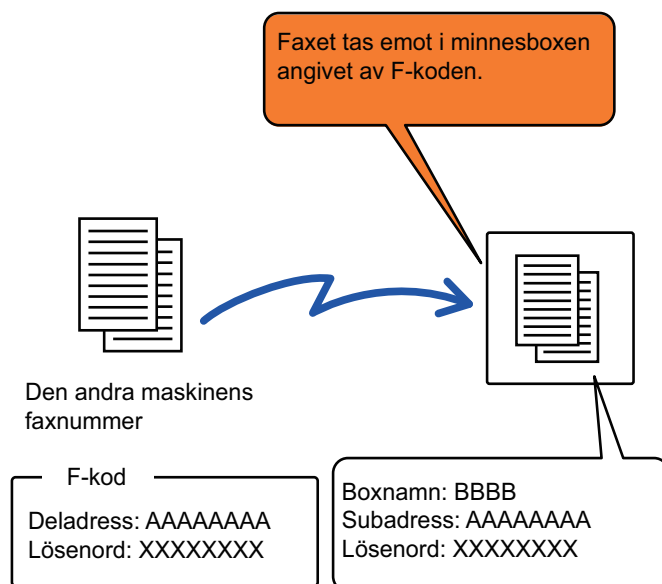 Faxet tas emot i minnesboxen
angivet av F-koden.
Den andra maskinens
faxnummer
F-kod
Deladress: AAAAAAAA
Lösenord: XXXXXXXX
Boxnamn: BBBB
Subadress: AAAAAAAA
Lösenord: XXXXXXXX